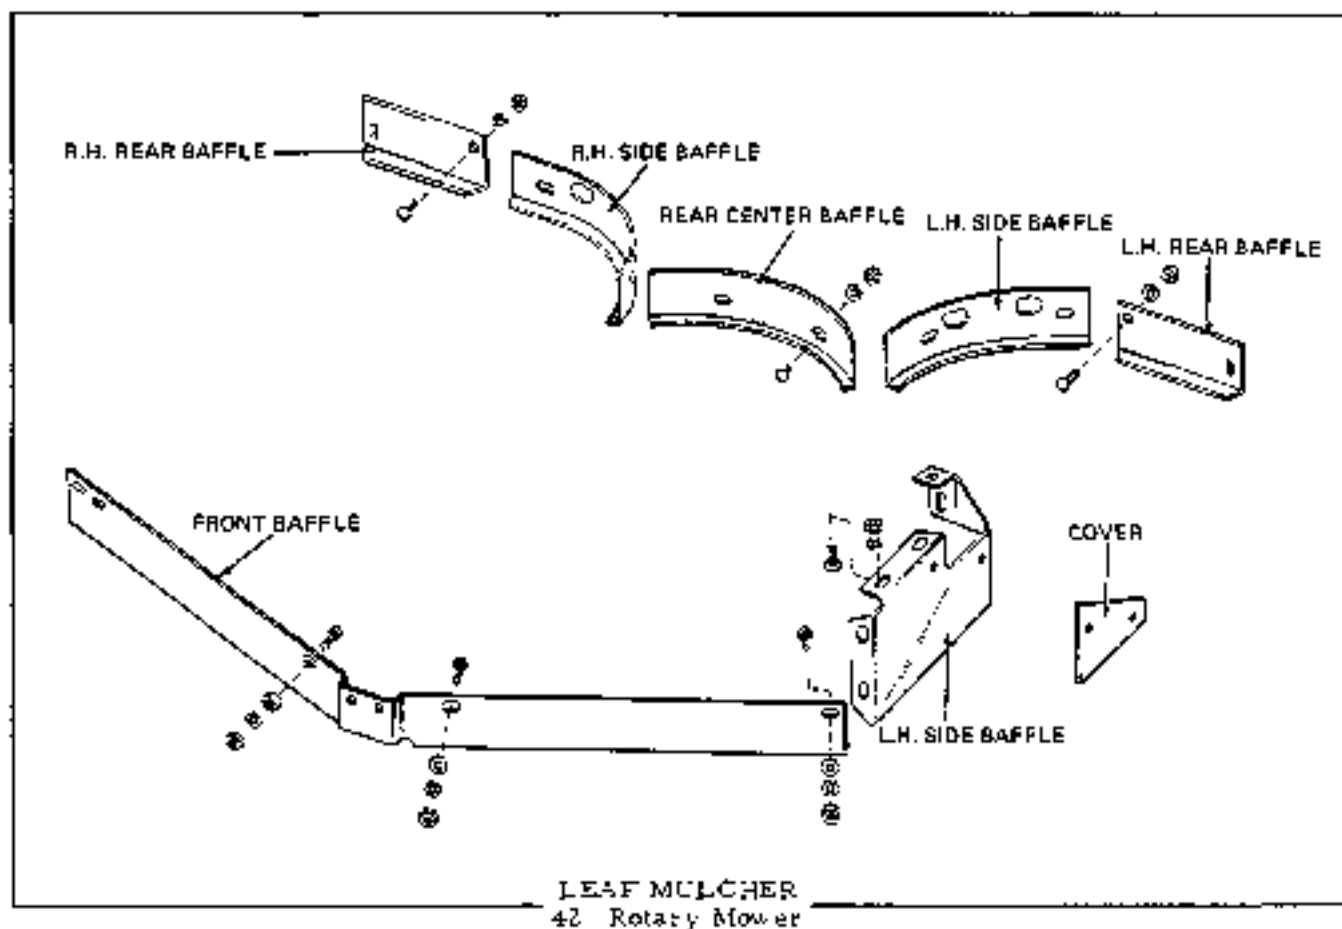 R.H. REAR BAFFLE
R.H. SIDE BAFFLE
REAR CENTER BAFFLE
L.H. SIDE BAFFLE
L.H. REAR BAFFLE
FRONT BAFFLE
COVER
L.H. SIDE BAFFLE
LEAF MULCHER
42 Rotary Mower